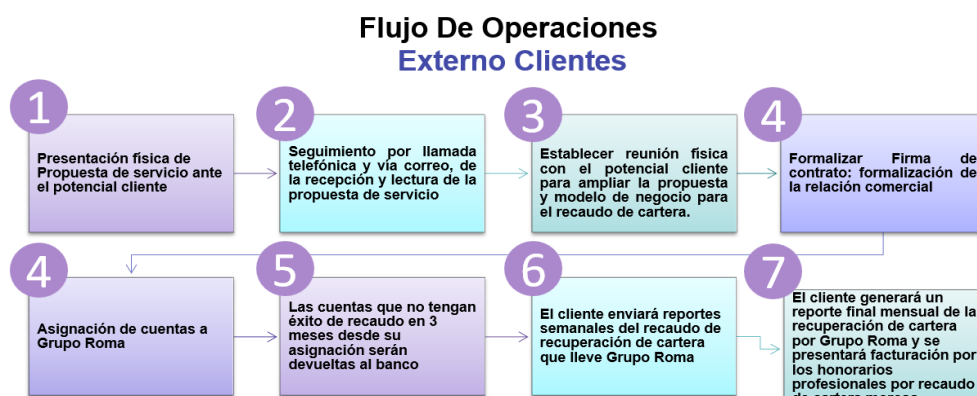 Flujo De Operaciones
Externo Clientes
1
Presentación física de
Propuesta de servicio ante
el potencial cliente
2
Seguimiento por llamada
telefónica y vía correo, de
la recepción y lectura de la
propuesta de servicio
3
Establecer reunión física
con el potencial cliente
para ampliar la propuesta
y modelo de negocio para
el recaudo de cartera.
4
Formalizar Firma de
contrato: formalización de
la relación comercial
4
Asignación de cuentas a
Grupo Roma
5
Las cuentas que no tengan
éxito de recaudo en 3
meses desde su
asignación serán
devueltas al banco
6
El cliente enviará reportes
semanales del recaudo de
recuperación de cartera
que lleve Grupo Roma
7
El cliente generará un
reporte final mensual de la
recuperación de cartera
por Grupo Roma y se
presentará facturación por
los honorarios
profesionales por recaudo
de cartera